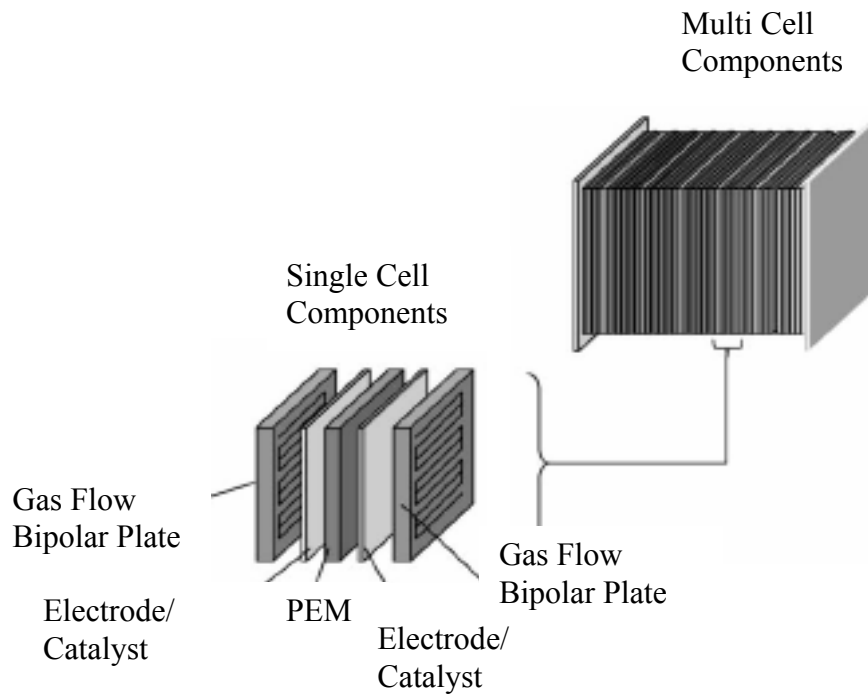 Multi Cell
Components
Single Cell
Components
Gas Flow
Bipolar Plate
Gas Flow
Bipolar Plate
Electrode/
Catalyst
PEM
Electrode/
Catalyst